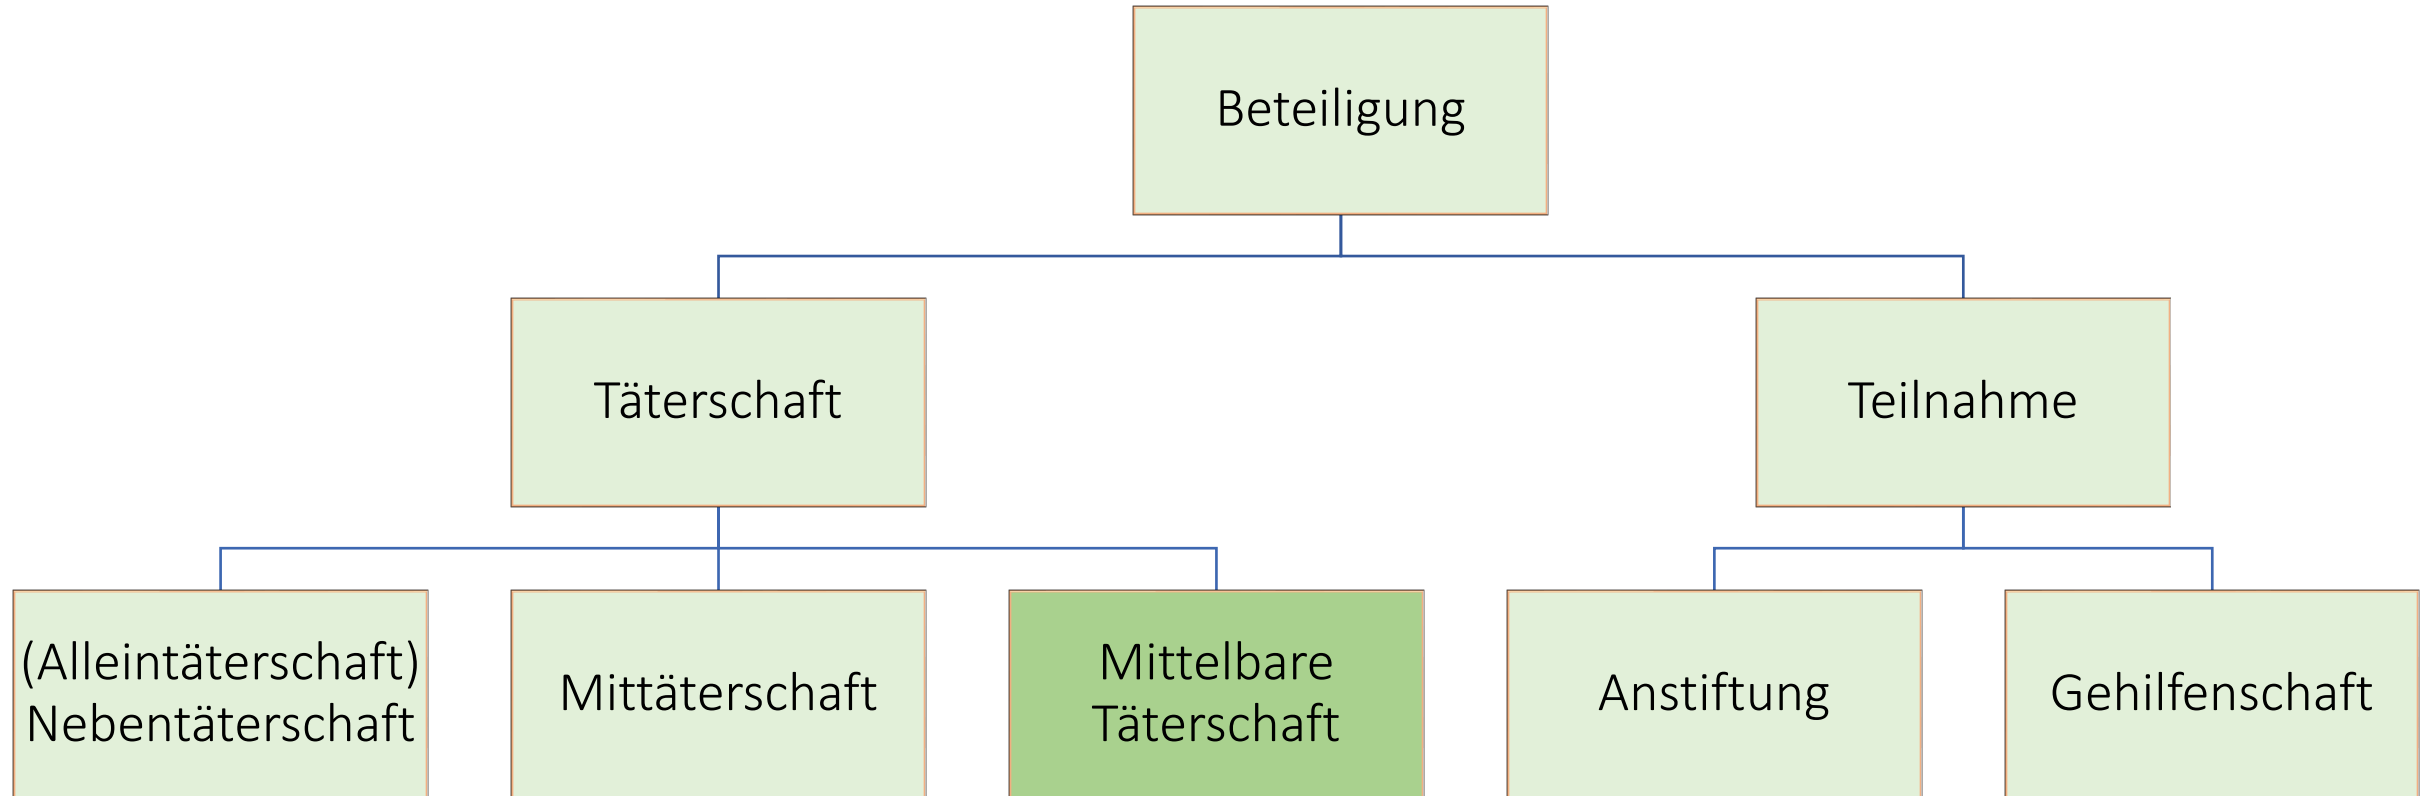 Beteiligung
Täterschaft
Teilnahme
(Alleintäterschaft)
Nebentäterschaft
Mittäterschaft
Mittelbare
Täterschaft
Anstiftung
Gehilfenschaft